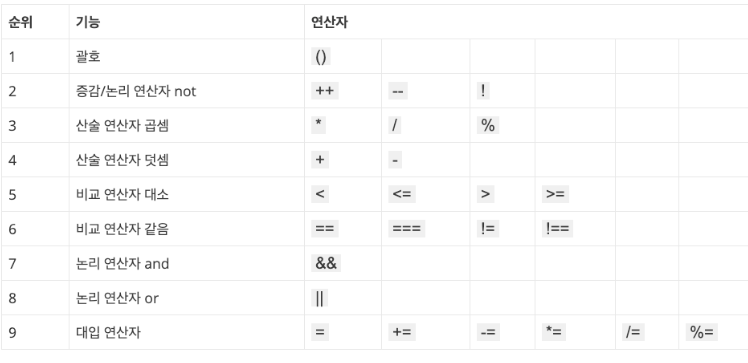 순위 기능 연산자
1 괄호 ()
2 증감/논리 연산자 not ++ -- !
3 산술 연산자 곱셈 * / %
4 산술 연산자 덧셈 + -
5 비교 연산자 대소 < <= > >=
6 비교 연산자 같음 == === != !==
7 논리 연산자 and &&
8 논리 연산자 or ||
9 대입 연산자 = += -= *= /= %=